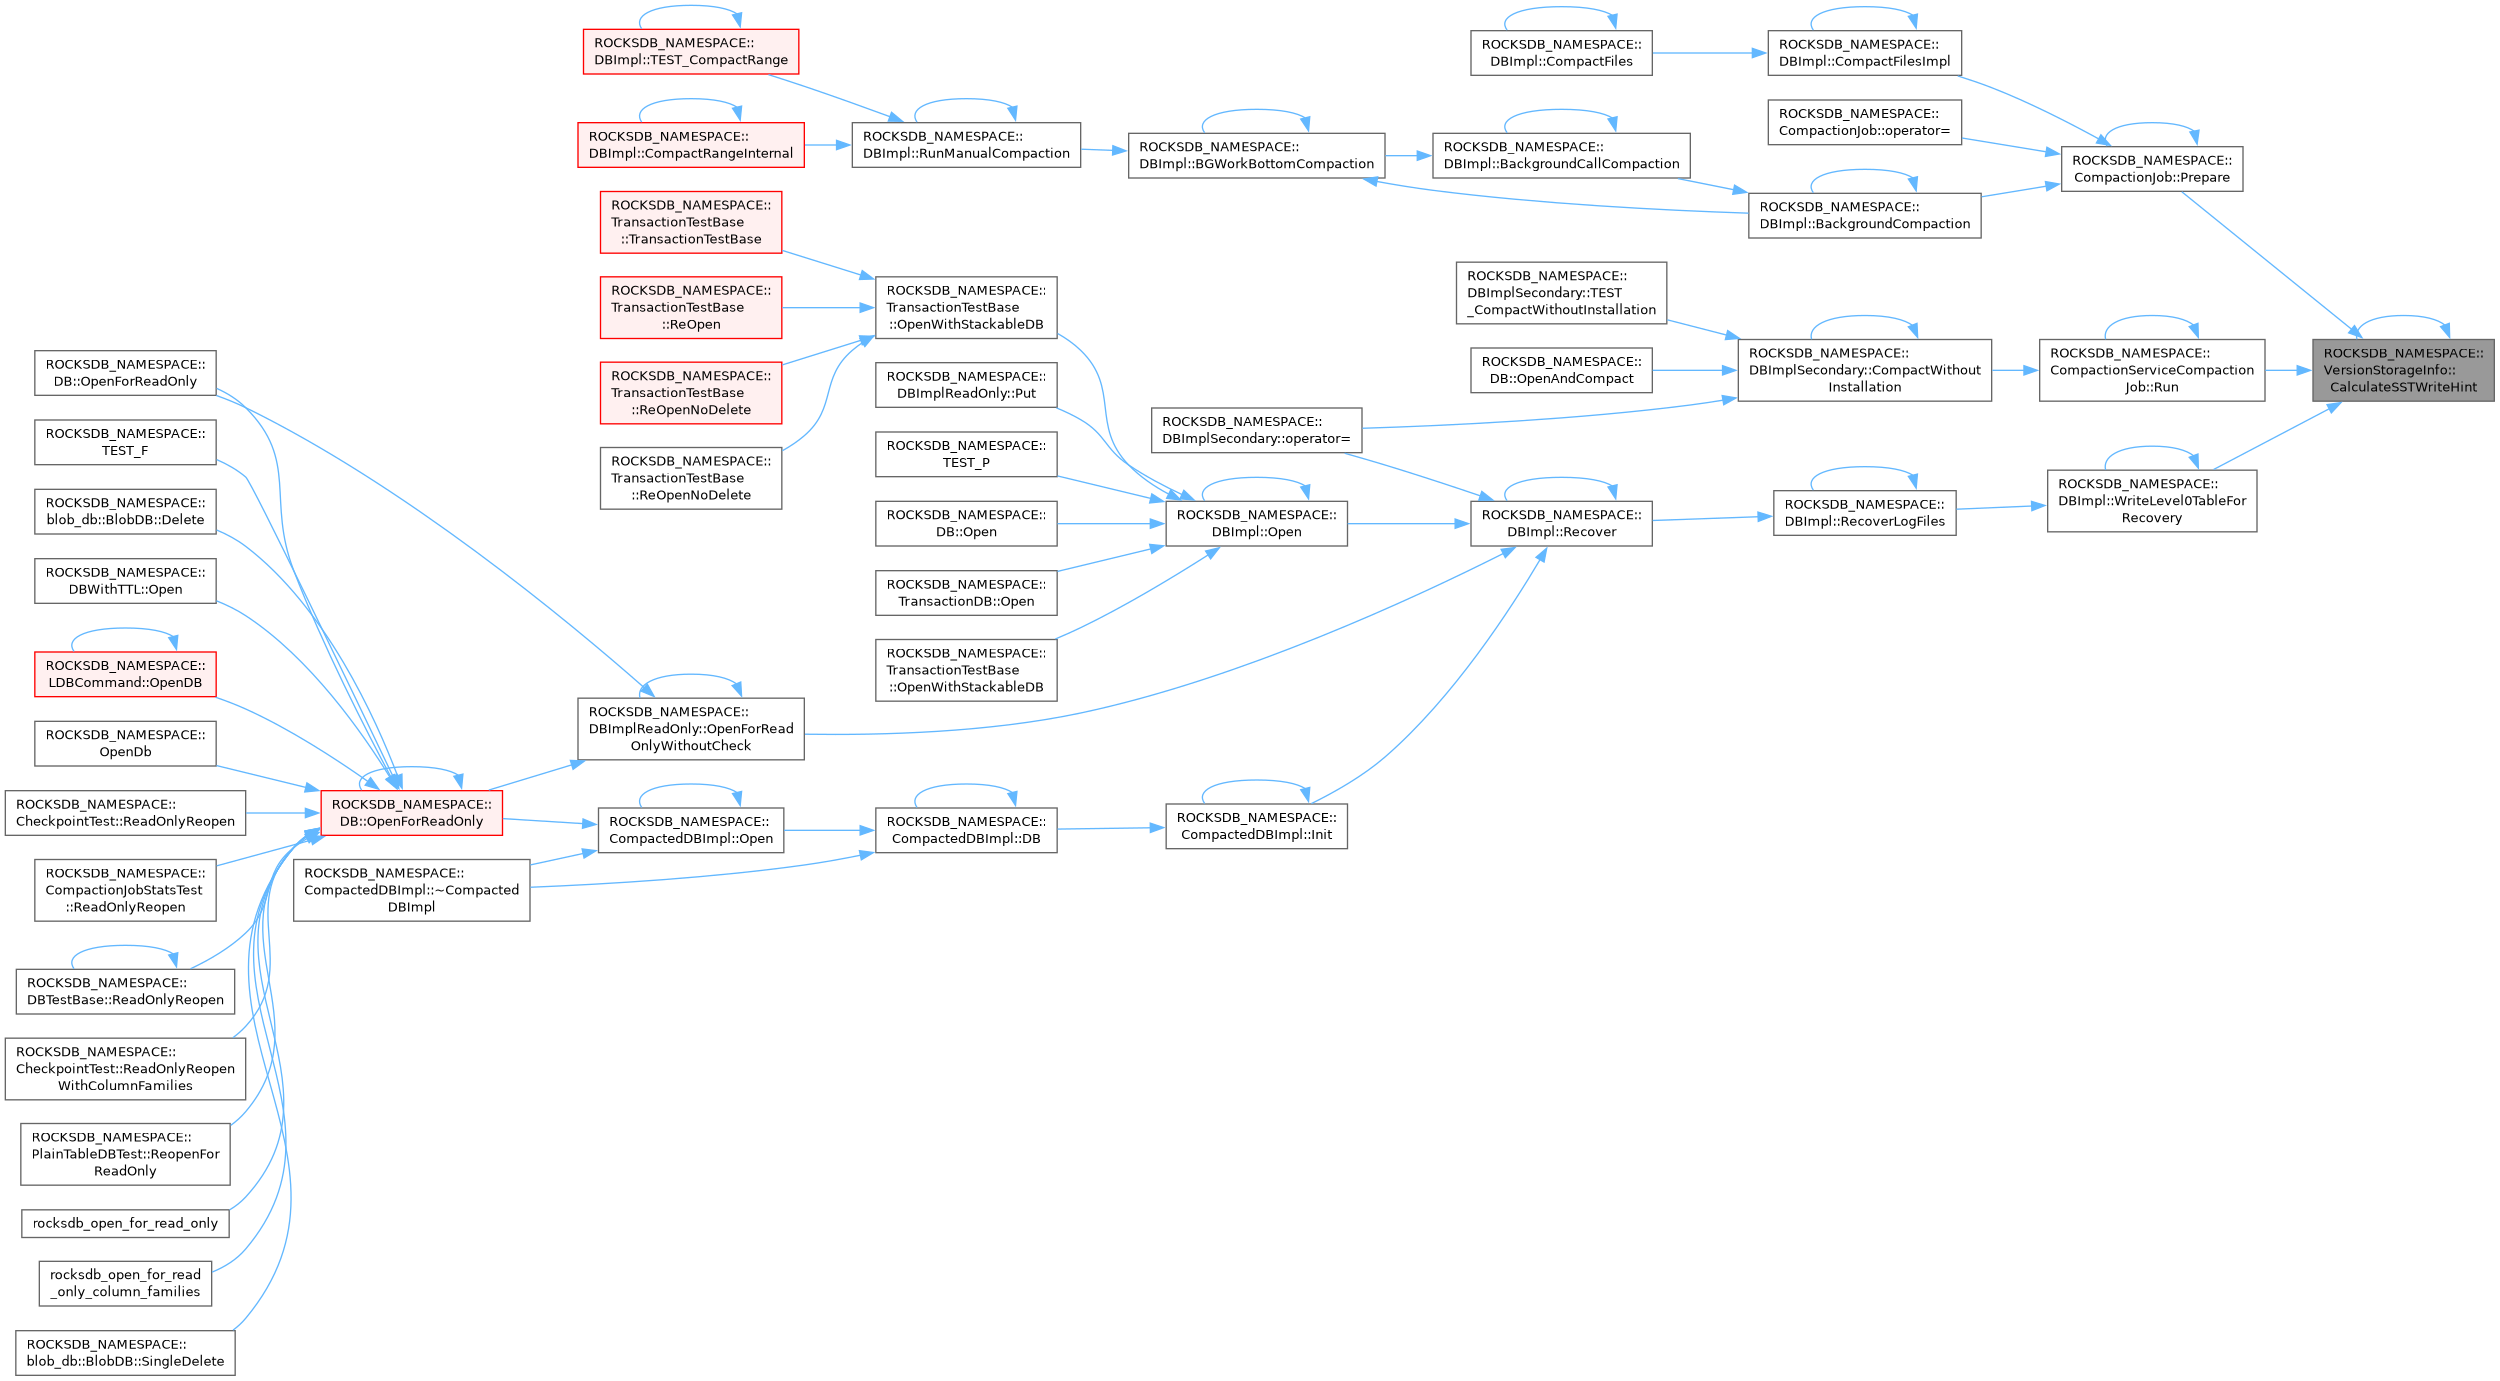 ROCKSDB_NAMESPACE::
DBImpl::TEST_CompactRange
ROCKSDB_NAMESPACE::
DBImpl::CompactFiles
ROCKSDB_NAMESPACE::
DBImpl::CompactFilesImpl
ROCKSDB_NAMESPACE::
DBImpl::CompactRangeInternal
ROCKSDB_NAMESPACE::
DBImpl::RunManualCompaction
ROCKSDB_NAMESPACE::
DBImpl::BGWorkBottomCompaction
ROCKSDB_NAMESPACE::
DBImpl::BackgroundCallCompaction
ROCKSDB_NAMESPACE::
CompactionJob::operator=
ROCKSDB_NAMESPACE::
CompactionJob::Prepare
ROCKSDB_NAMESPACE::
DBImpl::BackgroundCompaction
ROCKSDB_NAMESPACE::
TransactionTestBase
::TransactionTestBase
ROCKSDB_NAMESPACE::
TransactionTestBase
::ReOpen
ROCKSDB_NAMESPACE::
TransactionTestBase
::OpenWithStackableDB
ROCKSDB_NAMESPACE::
DBImplSecondary::TEST
_CompactWithoutInstallation
ROCKSDB_NAMESPACE::
DB::OpenForReadOnly
ROCKSDB_NAMESPACE::
TransactionTestBase
::ReOpenNoDelete
ROCKSDB_NAMESPACE::
DBImplReadOnly::Put
ROCKSDB_NAMESPACE::
DB::OpenAndCompact
ROCKSDB_NAMESPACE::
DBImplSecondary::CompactWithout
Installation
ROCKSDB_NAMESPACE::
CompactionServiceCompaction
Job::Run
ROCKSDB_NAMESPACE::
VersionStorageInfo::
CalculateSSTWriteHint
ROCKSDB_NAMESPACE::
TEST_F
ROCKSDB_NAMESPACE::
TransactionTestBase
::ReOpenNoDelete
ROCKSDB_NAMESPACE::
TEST_P
ROCKSDB_NAMESPACE::
DBImplSecondary::operator=
ROCKSDB_NAMESPACE::
blob_db::BlobDB::Delete
ROCKSDB_NAMESPACE::
DB::Open
ROCKSDB_NAMESPACE::
DBImpl::Open
ROCKSDB_NAMESPACE::
DBImpl::Recover
ROCKSDB_NAMESPACE::
DBImpl::RecoverLogFiles
ROCKSDB_NAMESPACE::
DBImpl::WriteLevel0TableFor
Recovery
ROCKSDB_NAMESPACE::
DBWithTTL::Open
ROCKSDB_NAMESPACE::
TransactionDB::Open
ROCKSDB_NAMESPACE::
LDBCommand::OpenDB
ROCKSDB_NAMESPACE::
TransactionTestBase
::OpenWithStackableDB
ROCKSDB_NAMESPACE::
OpenDb
ROCKSDB_NAMESPACE::
DBImplReadOnly::OpenForRead
OnlyWithoutCheck
ROCKSDB_NAMESPACE::
CheckpointTest::ReadOnlyReopen
ROCKSDB_NAMESPACE::
DB::OpenForReadOnly
ROCKSDB_NAMESPACE::
CompactedDBImpl::Open
ROCKSDB_NAMESPACE::
CompactedDBImpl::DB
ROCKSDB_NAMESPACE::
CompactedDBImpl::Init
ROCKSDB_NAMESPACE::
CompactionJobStatsTest
::ReadOnlyReopen
ROCKSDB_NAMESPACE::
CompactedDBImpl::~Compacted
DBImpl
ROCKSDB_NAMESPACE::
DBTestBase::ReadOnlyReopen
ROCKSDB_NAMESPACE::
CheckpointTest::ReadOnlyReopen
WithColumnFamilies
ROCKSDB_NAMESPACE::
PlainTableDBTest::ReopenFor
ReadOnly
rocksdb_open_for_read_only
rocksdb_open_for_read
_only_column_families
ROCKSDB_NAMESPACE::
blob_db::BlobDB::SingleDelete